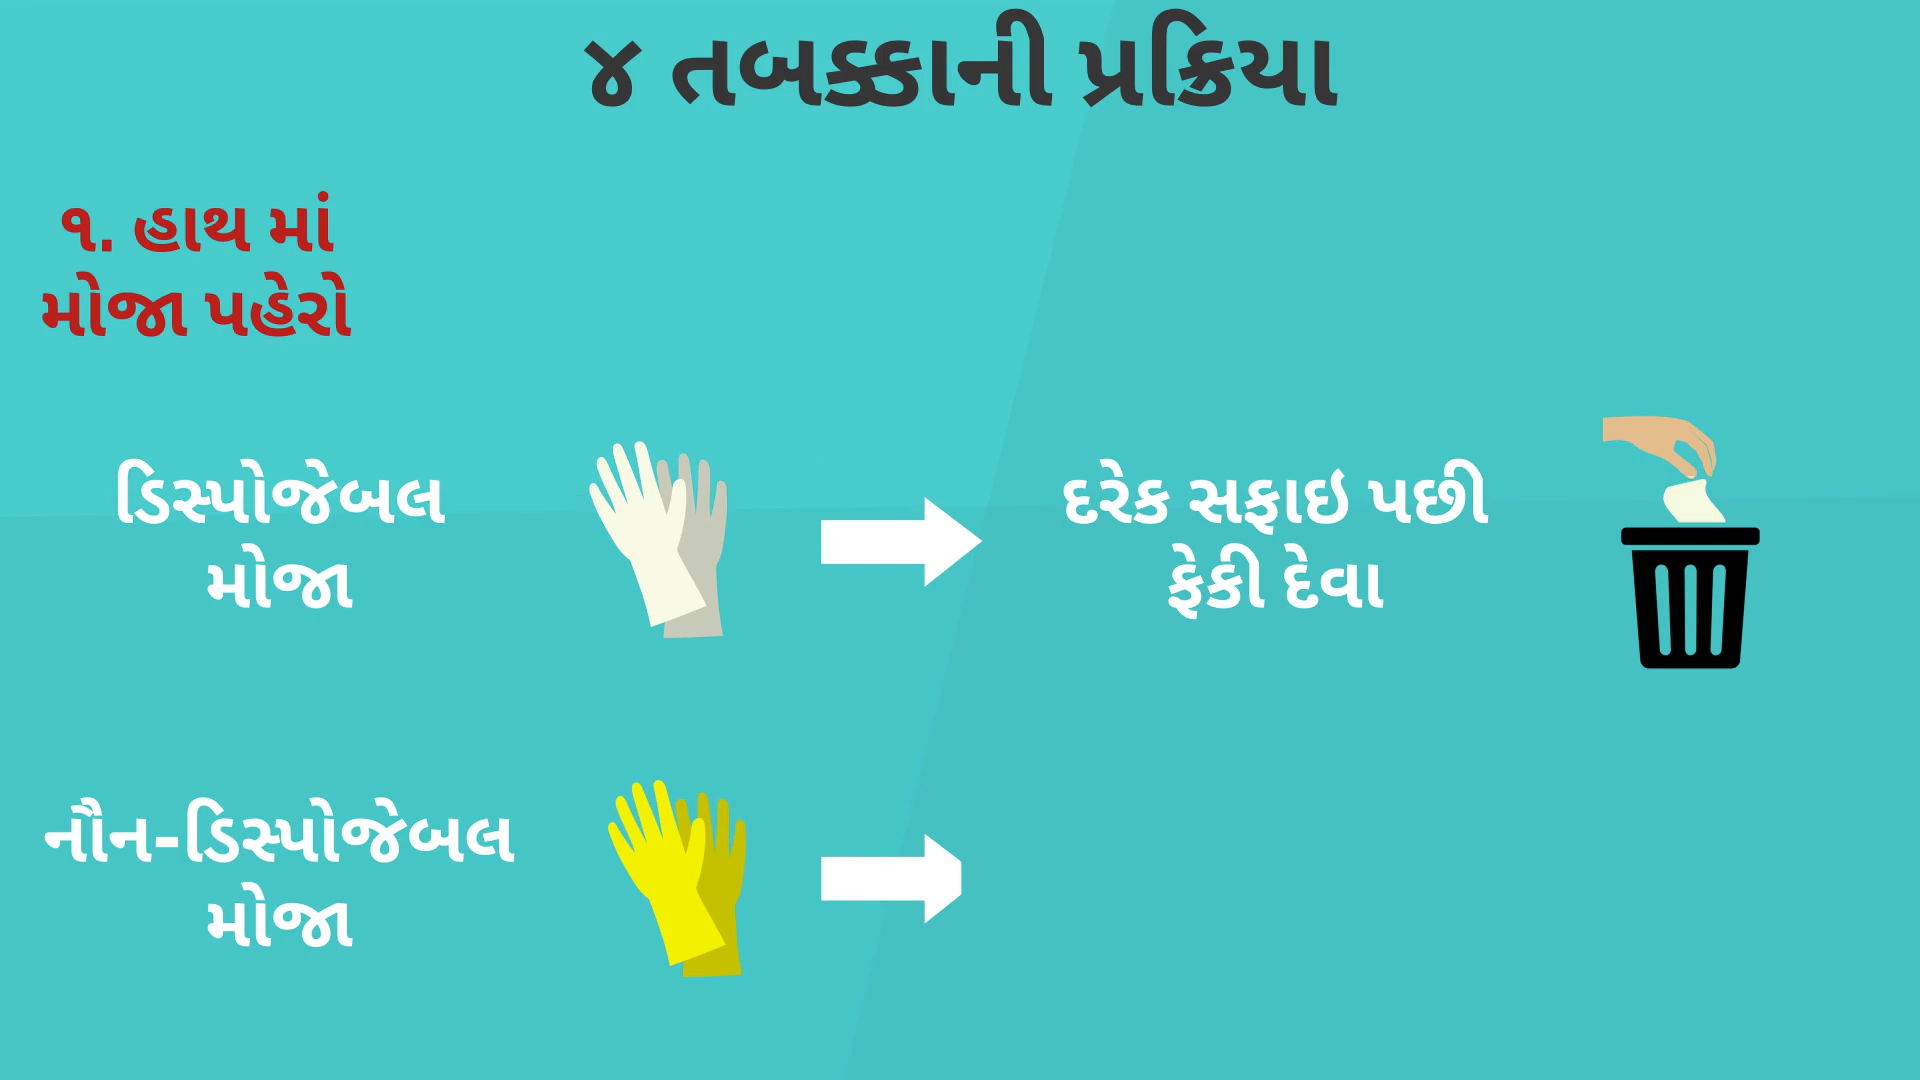 ૪ તબક્કાની પ્રક્રિયા
૧. હાથ માં
મોજા પહેરો
ડિસ્પોજેબલ
મોજા
દરેક સફાઇ પછી
ફેકી દેવા
નૌન-ડિસ્પોજેબલ
મોજા